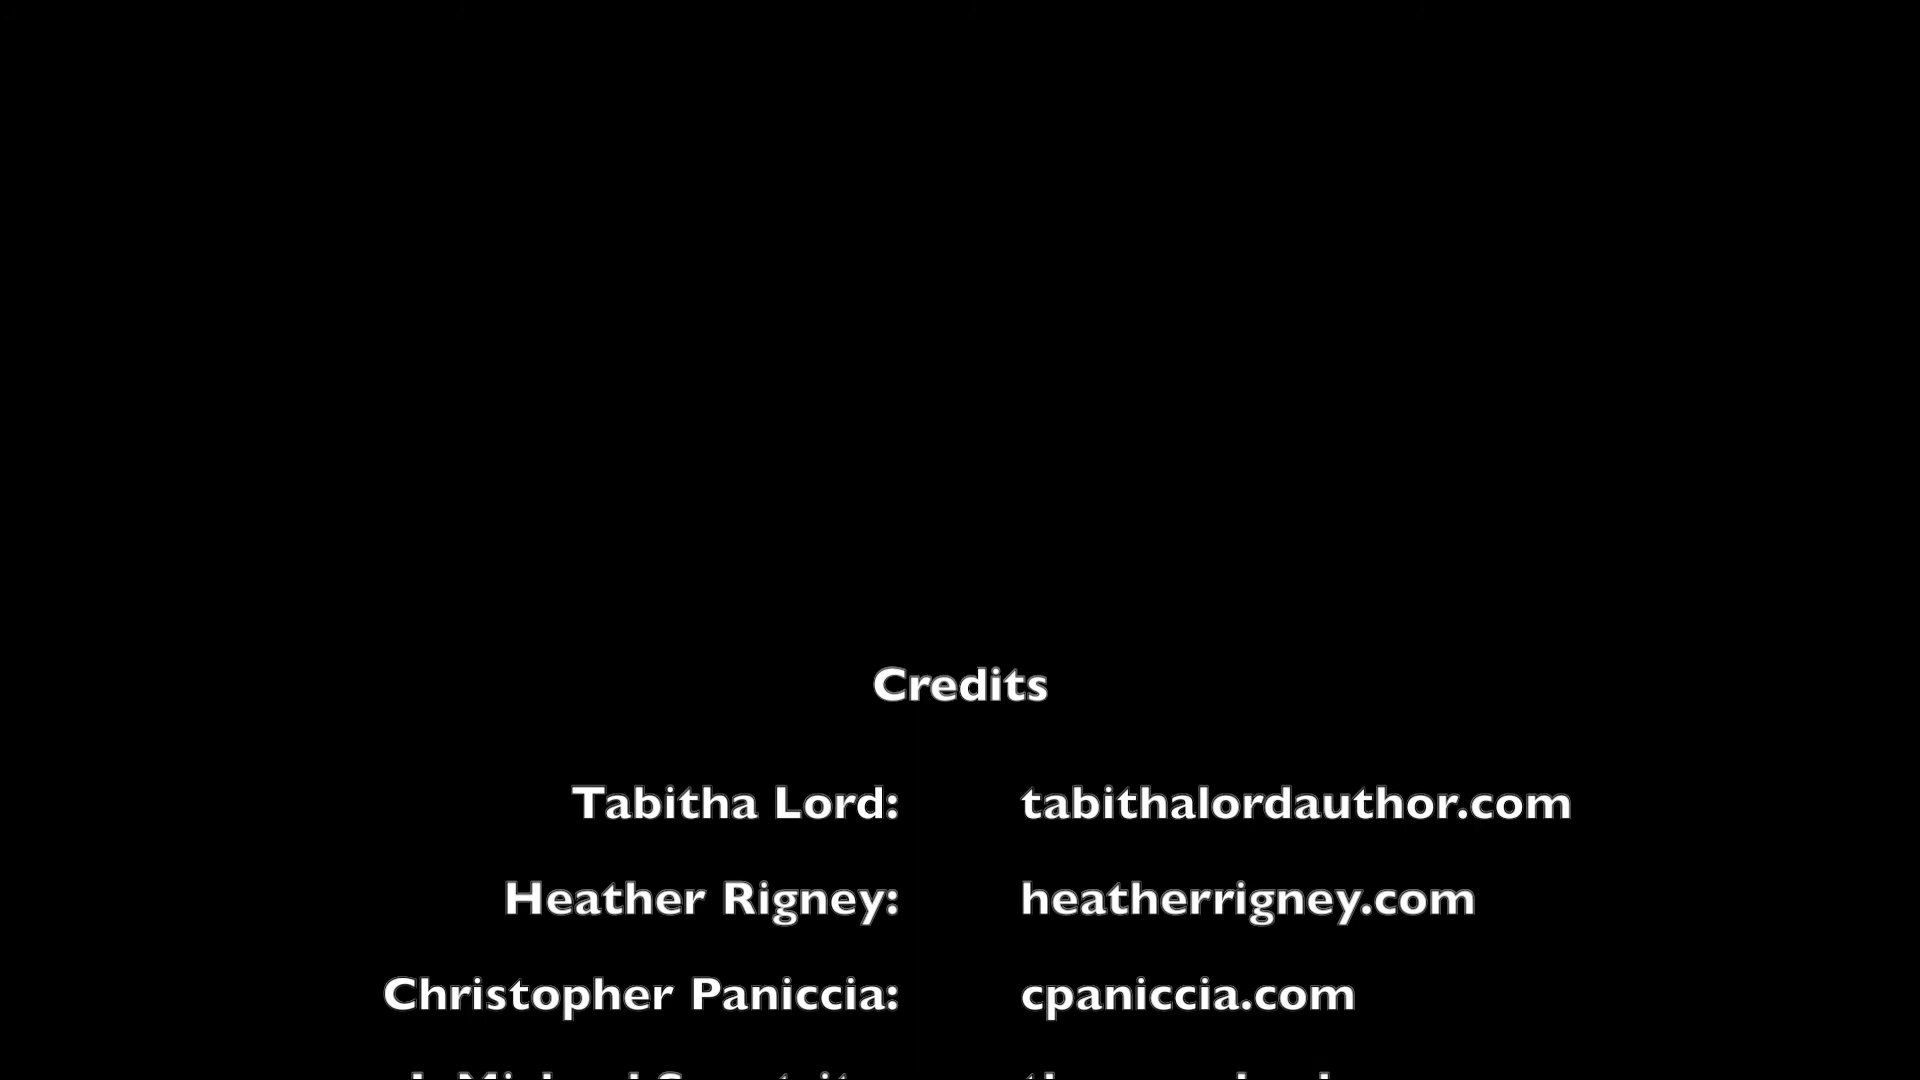 Credits
Tabitha Lord: tabithalordauthor.com
Heather Rigney: heatherrigney.com
Christopher Paniccia: cpaniccia.com